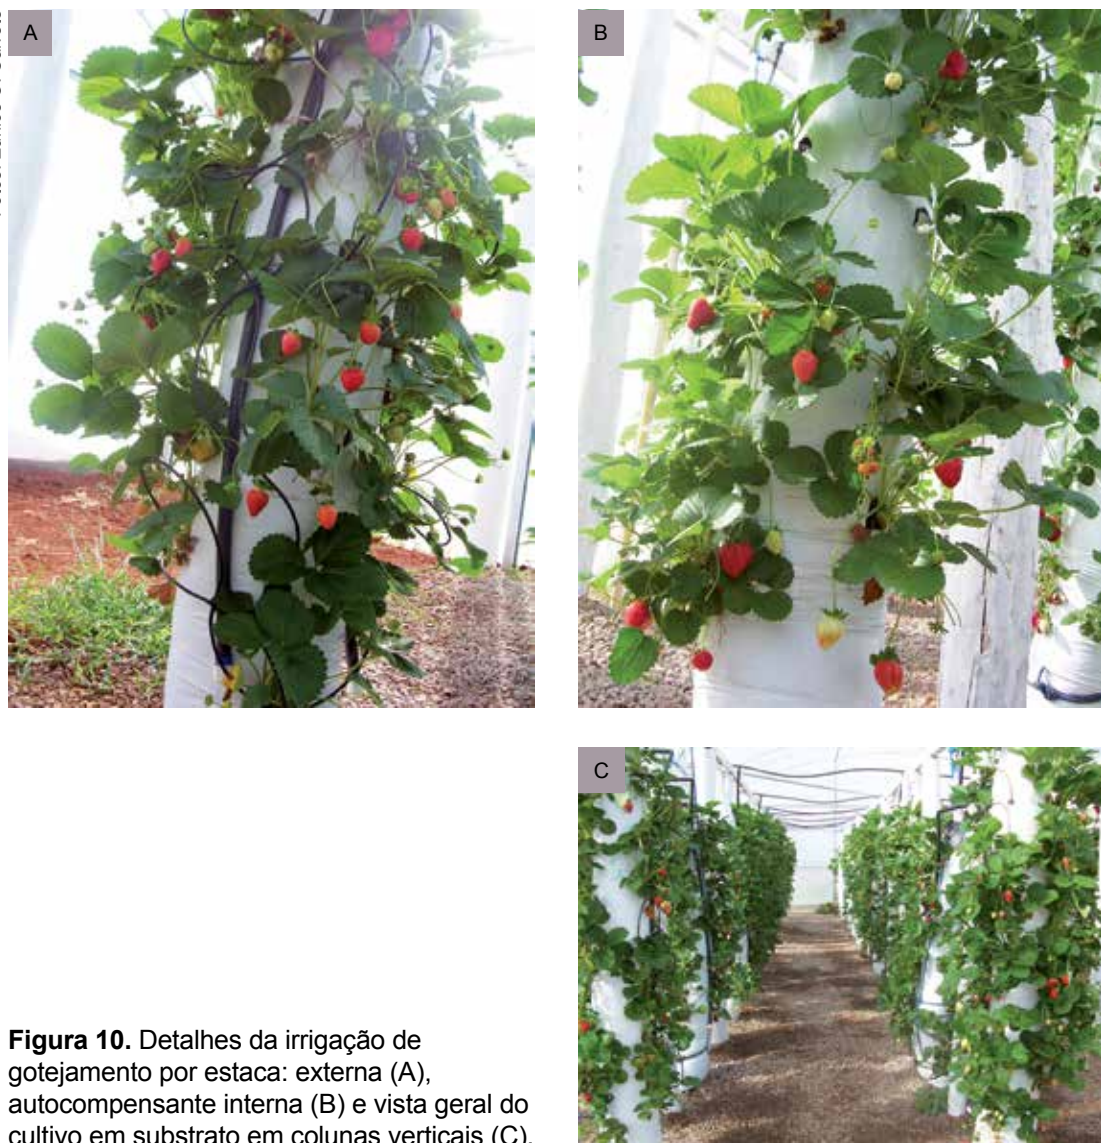 A
B
C
Figura 10. Detalhes da irrigação de
gotejamento por estaca: externa (A),
autocompensante interna (B) e vista geral do
cultivo em substrato em colunas verticais (C).